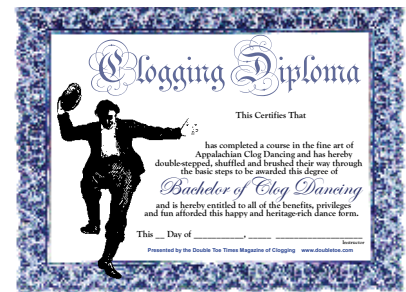 Clogging Diploma
This Certifies That
has completed a course in the fine art of
Appalachian Clog Dancing and has hereby
double-stepped, shuffled and brushed their way through
the basic steps to be awarded this degree of
Bachelor of Clog Dancing
and is hereby entitled to all of the benefits, privileges
and fun afforded this happy and heritage-rich dance form.
This __ Day of __________, _____ __________________
Instructor
Presented by the Double Toe Times Magazine of Clogging www.doubletoe.com